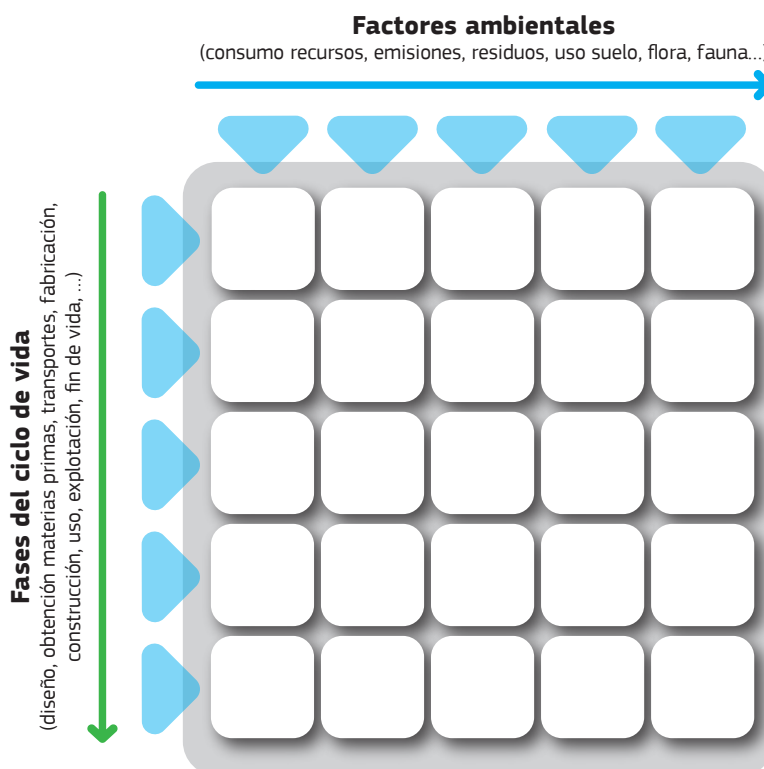 Factores ambientales
(consumo recursos, emisiones, residuos, uso suelo, flora, fauna...)
Fases del ciclo de vida
(diseño, obtención materias primas, transportes, fabricación,
construcción, uso, explotación, fin de vida, ...)